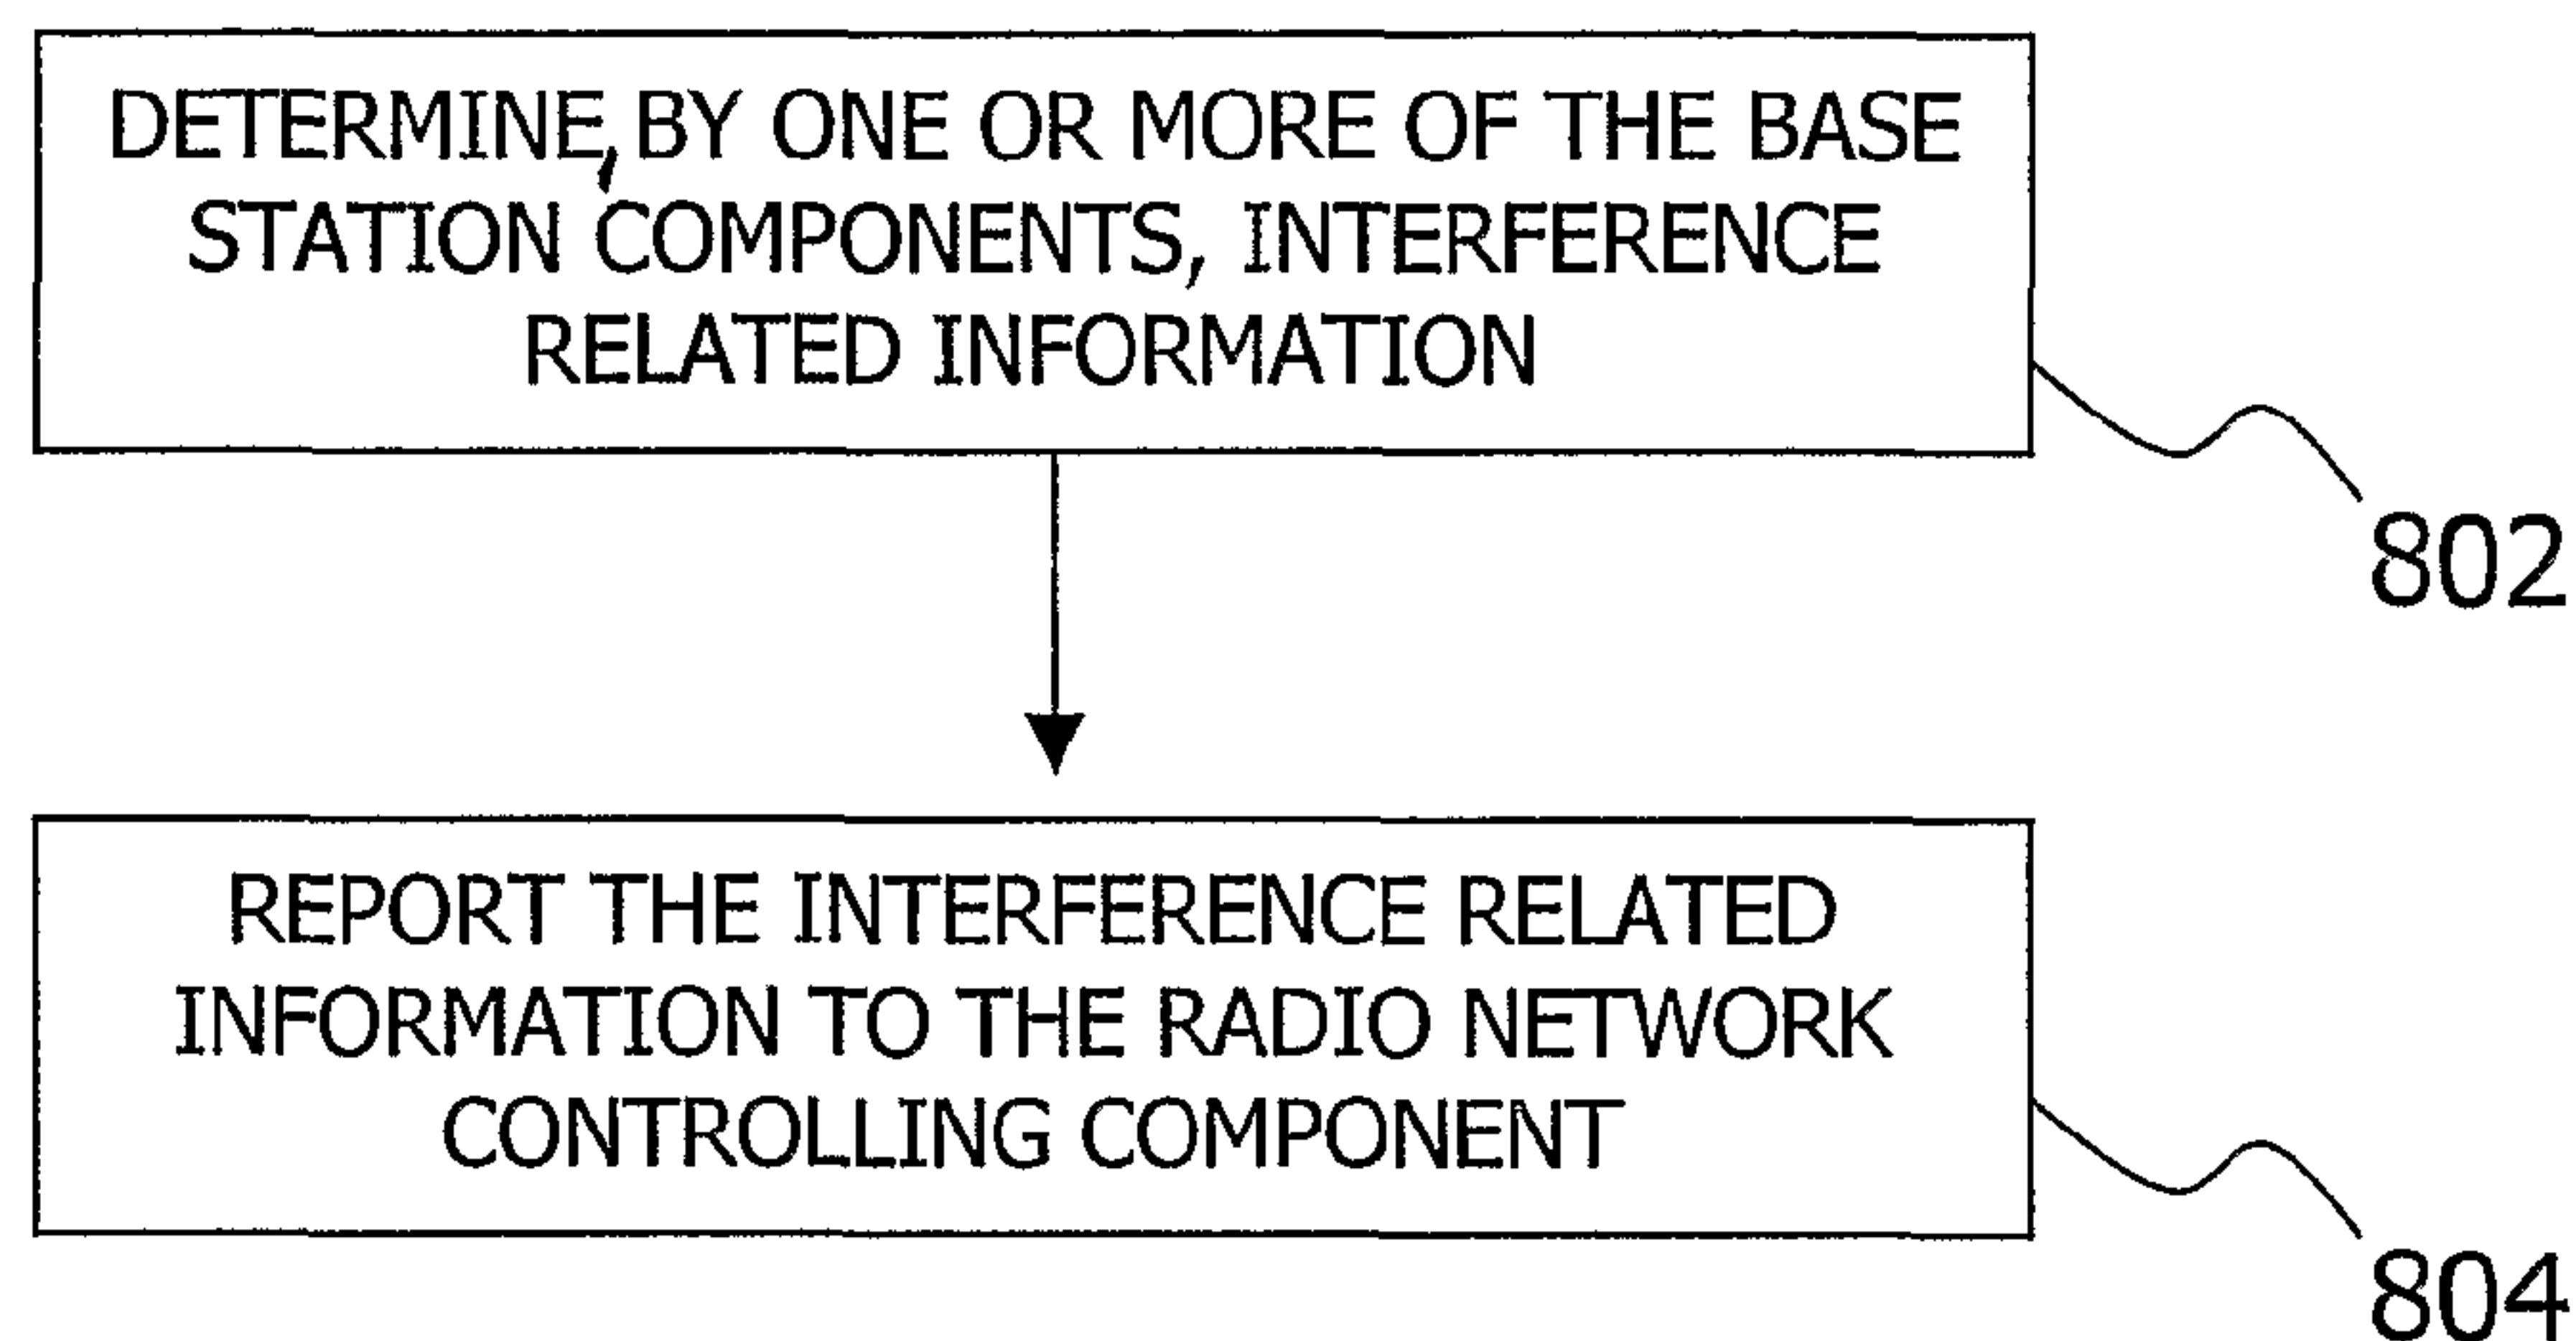 DETERMINE, BY ONE OR MORE OF THE BASE
STATION COMPONENTS, INTERFERENCE
RELATED INFORMATION
802
REPORT THE INTERFERENCE RELATED
INFORMATION TO THE RADIO NETWORK
CONTROLLING COMPONENT
804